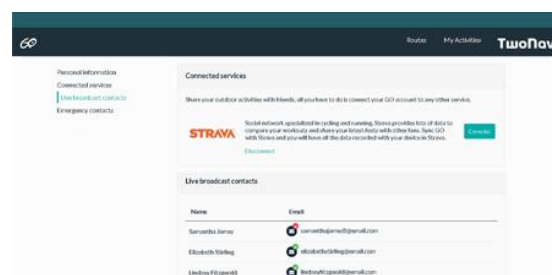 GO
Routes My Activities TwoNav
Personal information
Connected services
Live broadcast contacts
Emergency contacts
Connected services
Share your outdoor activities with friends, all you have to do is connect your GO account to any other service.
STRAVA
Social network specialized in cycling and running. Strava provides lots of data to
compare your workouts and share your latest feats with other fans. Sync GO
with Strava and you will have all the data recorded with your device in Strava.
Connected
Disconnect
Live broadcast contacts
Name Email
Samantha
Elizabeth Stirling
Lindsay Fitzgerald